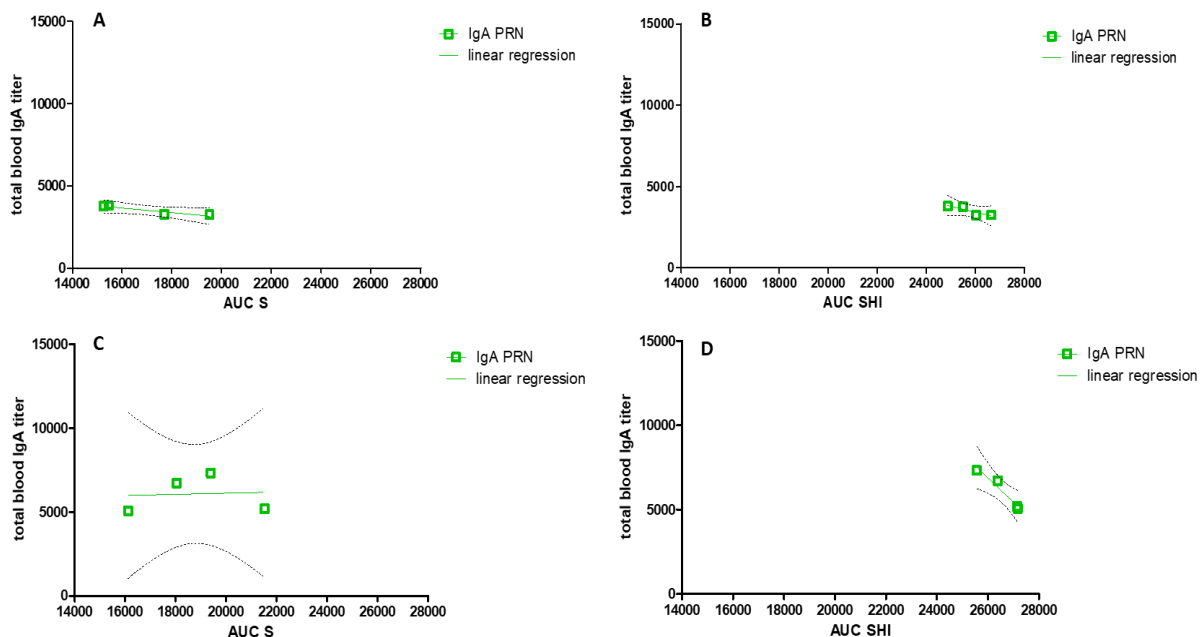 A
15000
10000
5000
0
total blood IgA titer
14000 16000 18000 20000 22000 24000 26000 28000
AUC S
IgA PRN
linear regression
B
15000
10000
5000
0
total blood IgA titer
14000 16000 18000 20000 22000 24000 26000 28000
AUC SHI
IgA PRN
linear regression
C
15000
10000
5000
0
total blood IgA titer
14000 16000 18000 20000 22000 24000 26000 28000
AUC S
IgA PRN
linear regression
D
15000
10000
5000
0
total blood IgA titer
14000 16000 18000 20000 22000 24000 26000 28000
AUC SHI
IgA PRN
linear regression